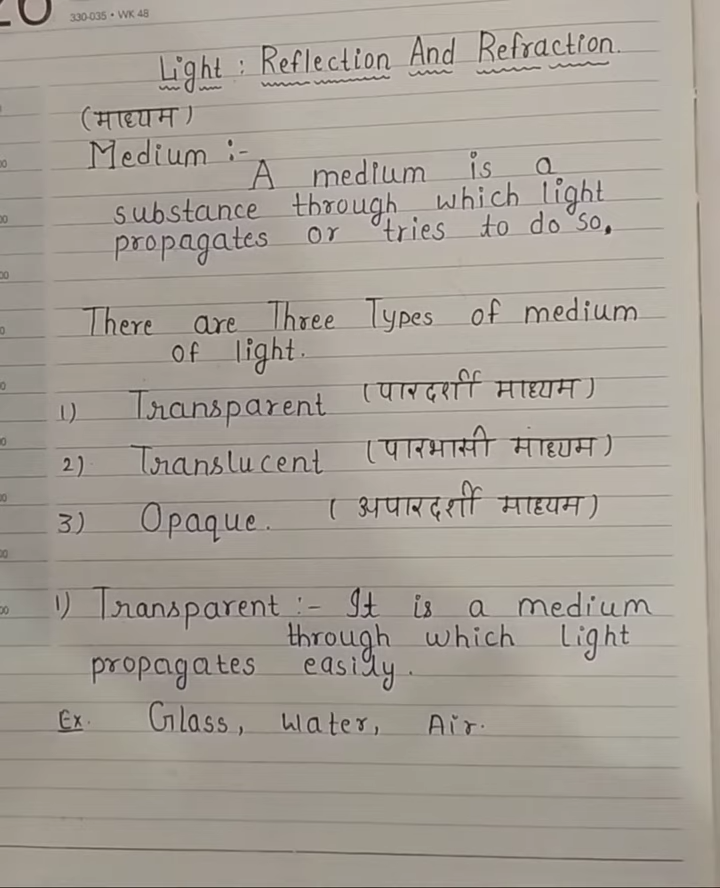 330-035 • WK 48
Light : Reflection And Refraction.
(माध्यम)
Medium :-
A medium is a
substance through which light
propagates or tries to do so.
There are Three Types of medium
of light.
1) Transparent (पारदर्शी माध्यम)
2) Translucent (पारभासी माध्यम)
3) Opaque. ( अपारदर्शी माध्यम)
1) Transparent :- It is a medium
through which light
propagates easily.
Ex. Glass, Water, Air.